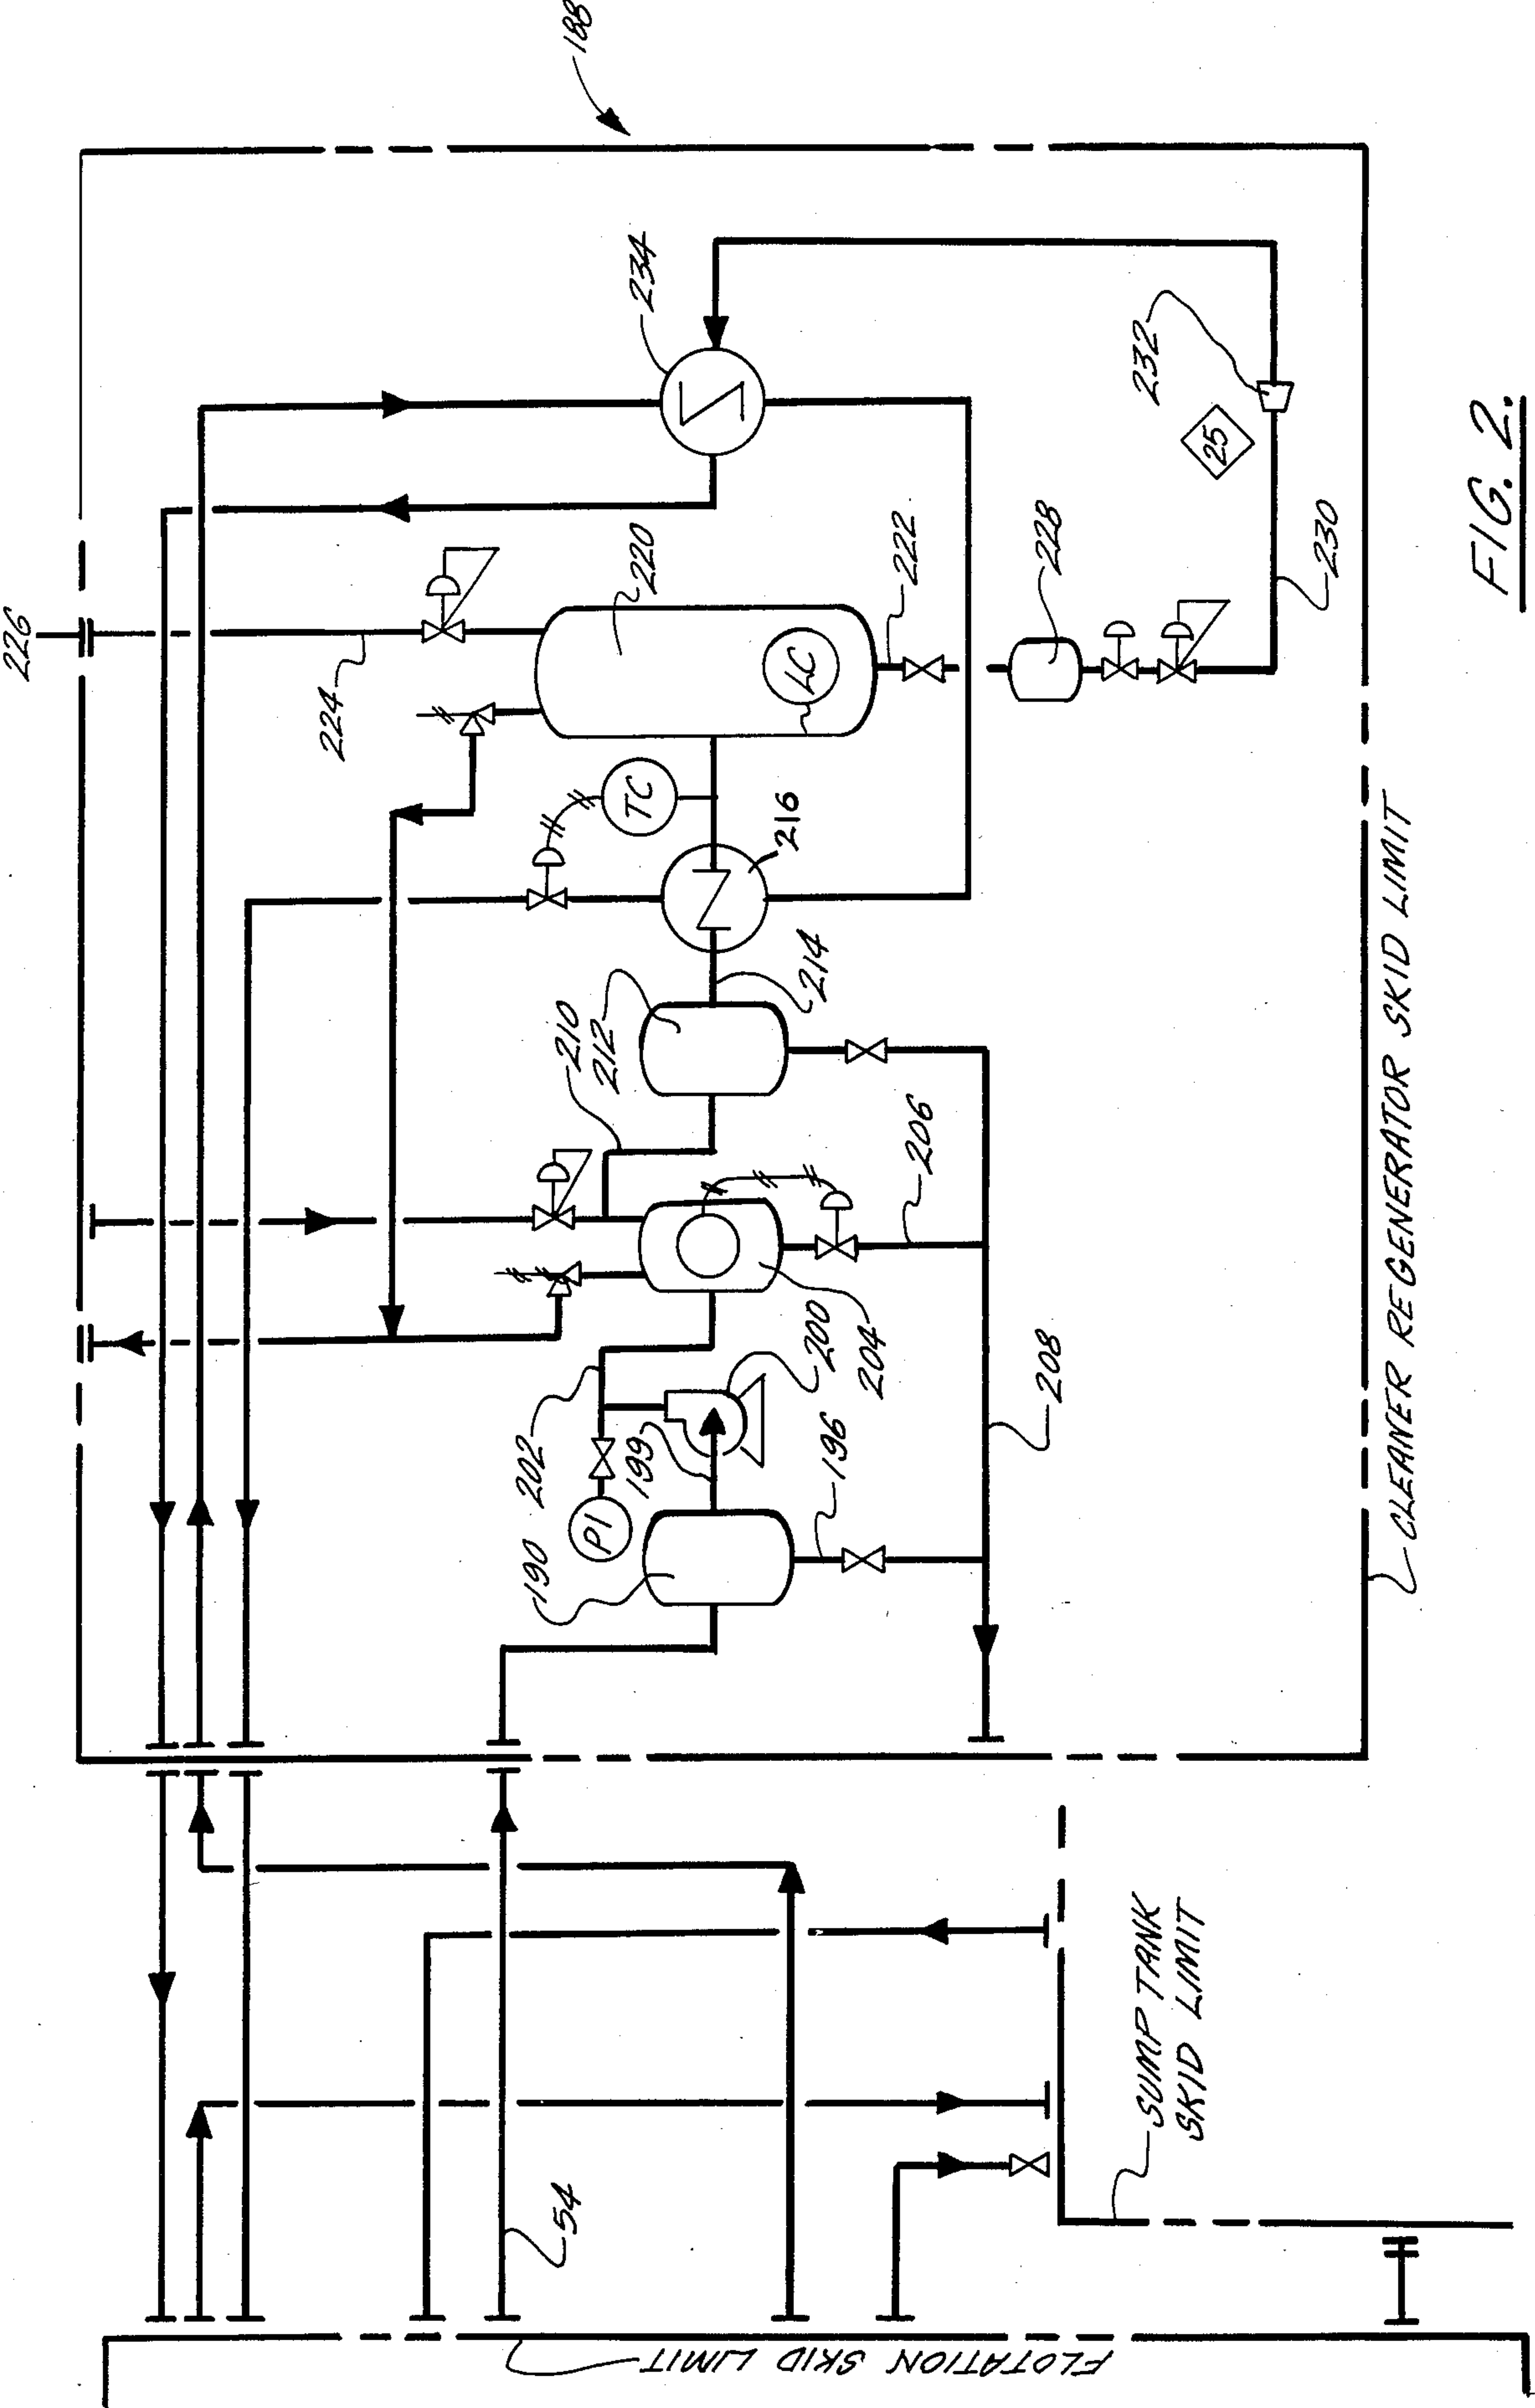 188
226
234
224
220
222
232
25
228
230
LC
TC
216
214
210
212
206
202
199
200
204
208
PI
190
196
54
CLEANER REGENERATOR SKID LIMIT
SUMP TANK
SKID LIMIT
FLOTATION SKID LIMIT
FIG. 2.